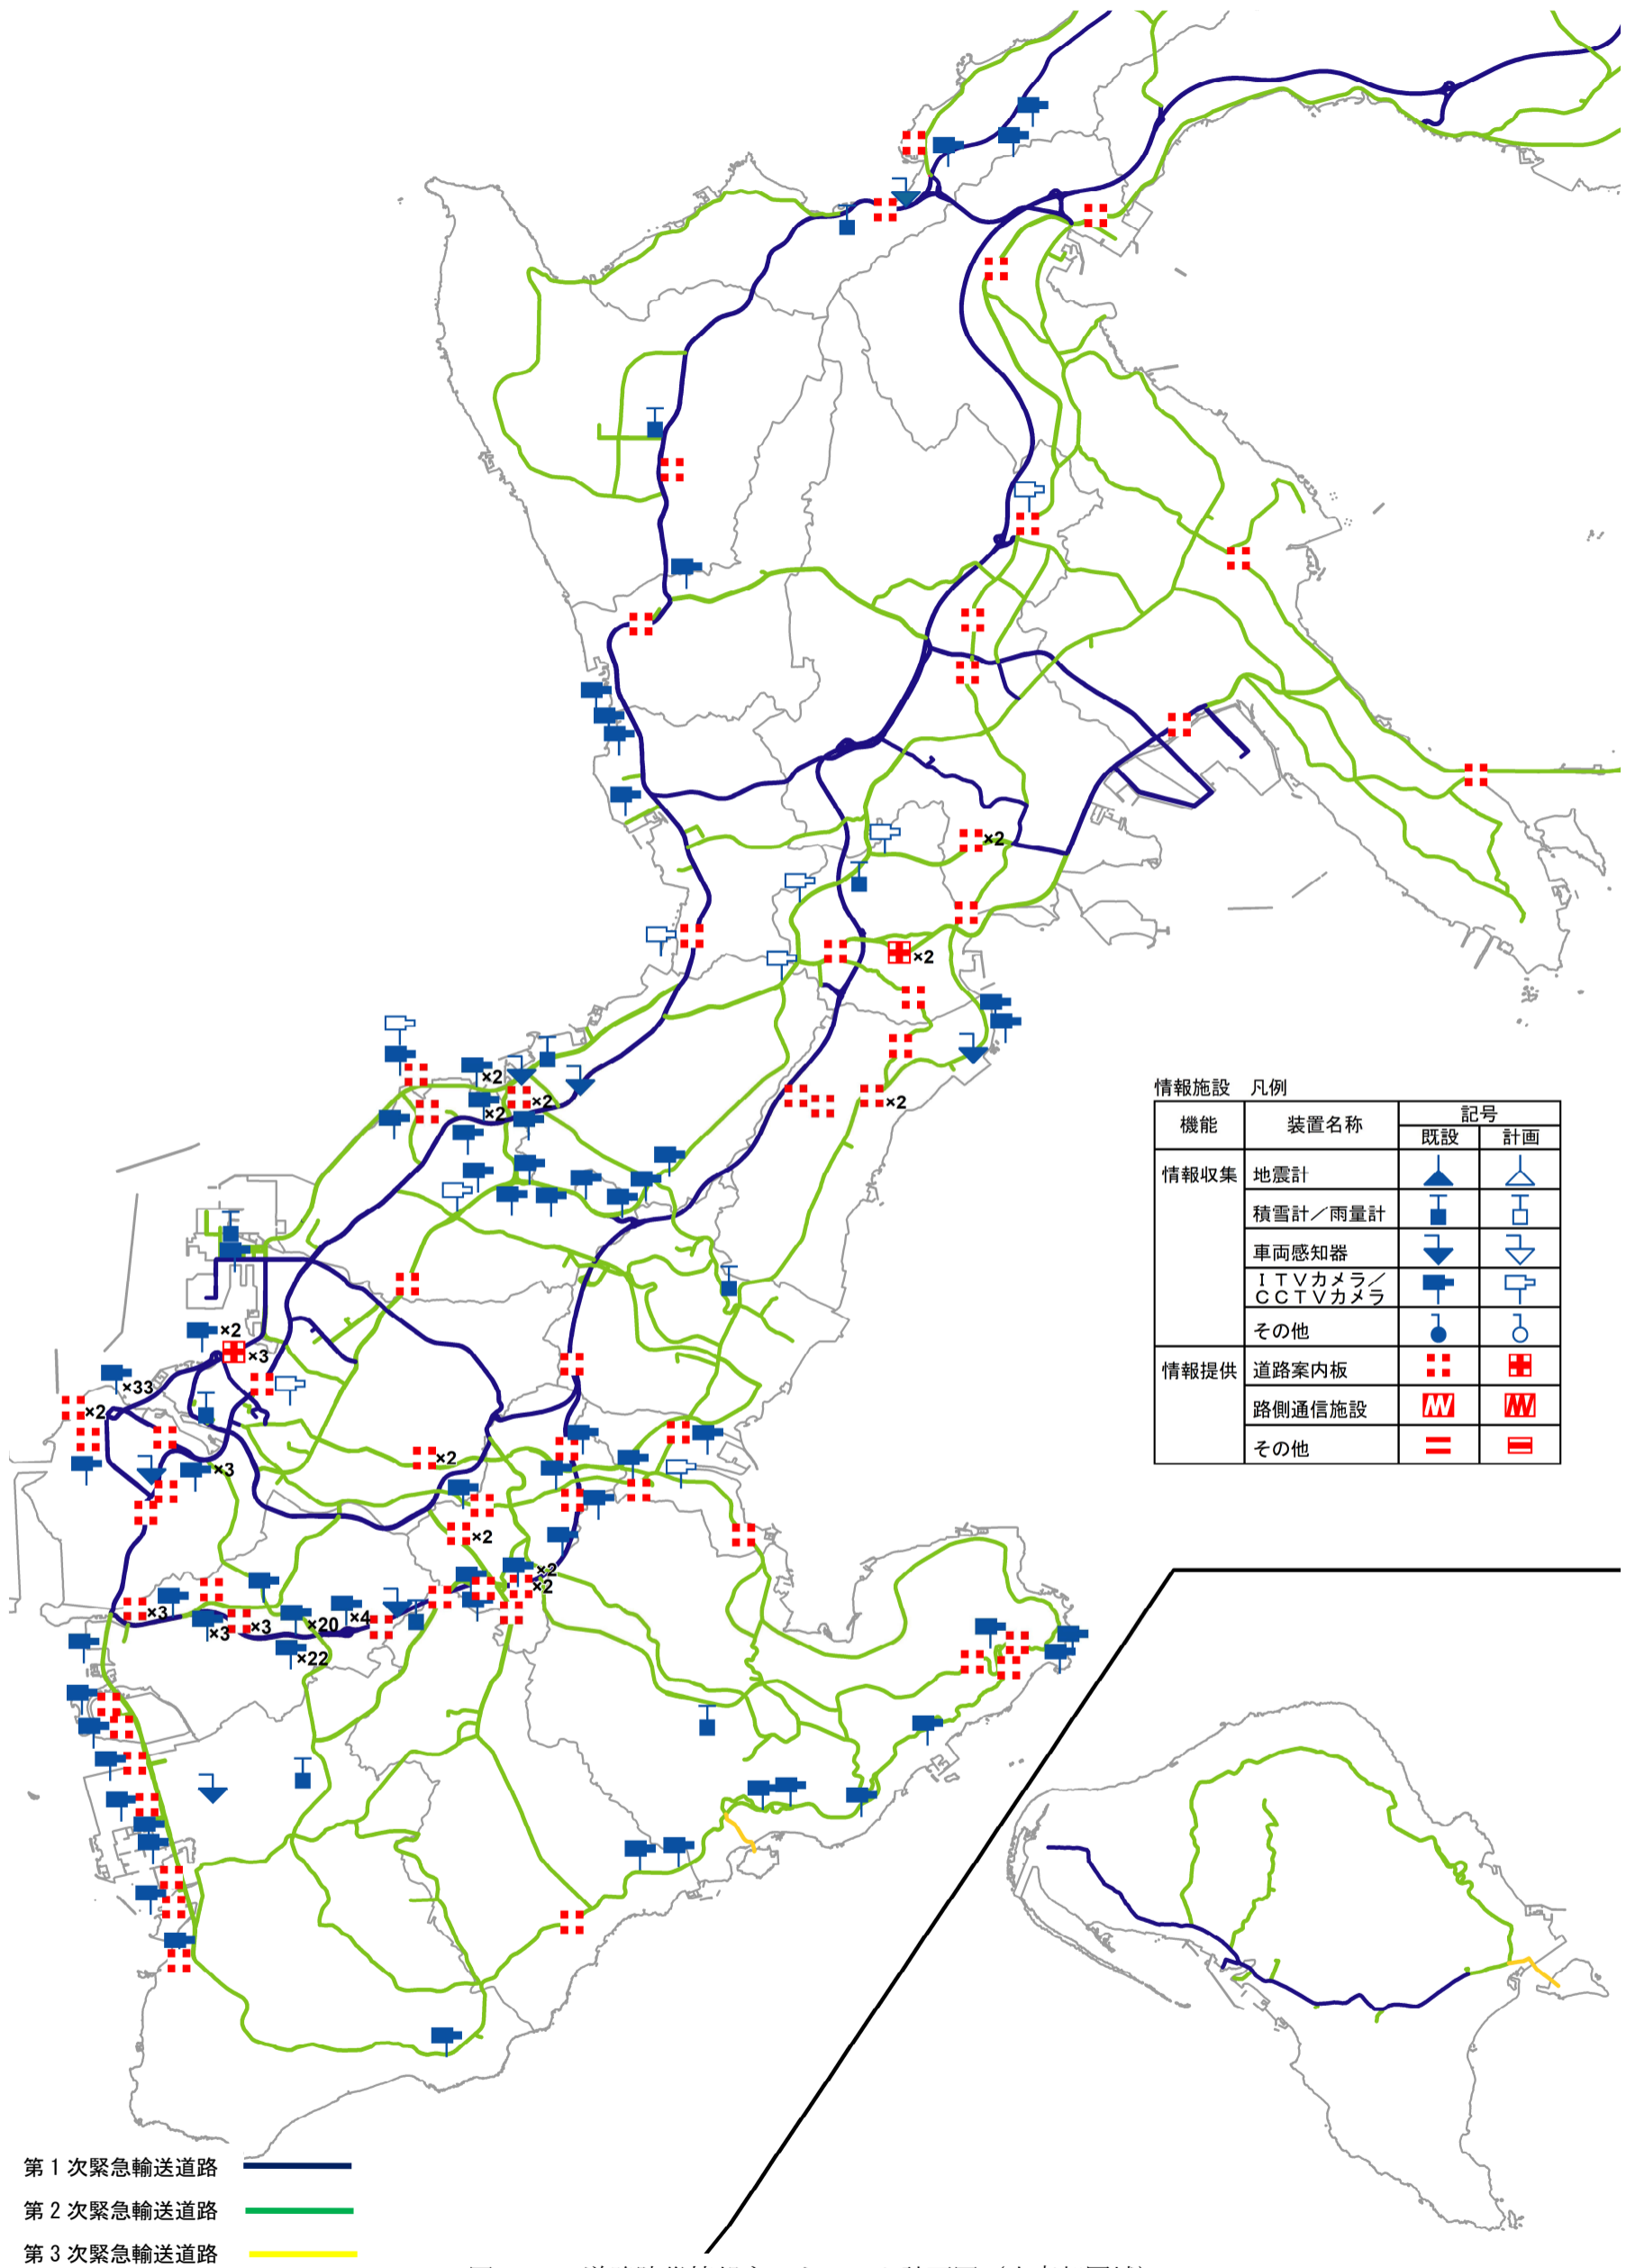 ×2
×2
×2
×2
×2
×2
×2
情報施設 凡例
機能
装置名称
記号
既設
計画
情報収集
地震計
積雪計／雨量計
車両感知器
ＩＴＶカメラ／
ＣＣＴＶカメラ
その他
情報提供
道路案内板
路側通信施設
その他
×2
×3
×33
×2
×2
×3
×2
×2
×2
×3
×3
×3
×20
×4
×22
第１次緊急輸送道路
第２次緊急輸送道路
第３次緊急輸送道路